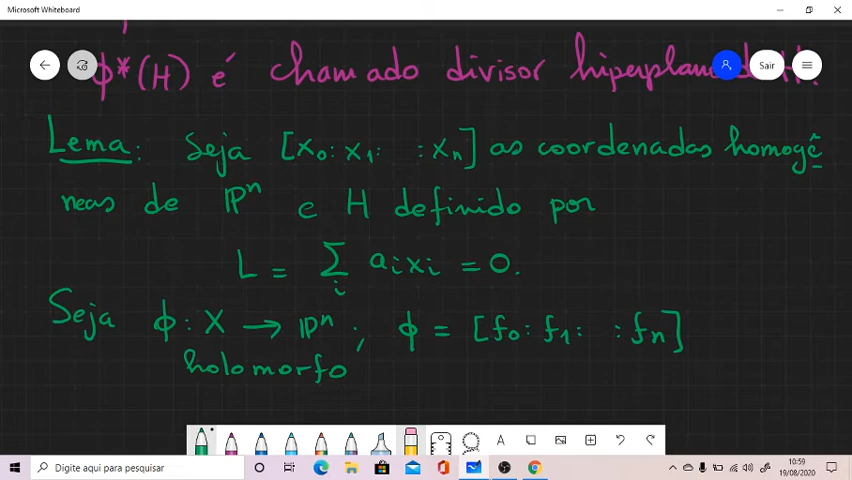 Microsoft Whiteboard
φ*(H) é chamado divisor
Sair
Lema: Seja [x₀:x₁: :xₙ] as coordenadas homogê
neas de ℙⁿ e H definido por
L = ∑ᵢ aᵢxᵢ = 0.
Seja φ: X → ℙⁿ; φ = [f₀:f₁: :fₙ]
holomorfo
A
Digite aqui para pesquisar
10:59
19/08/2020